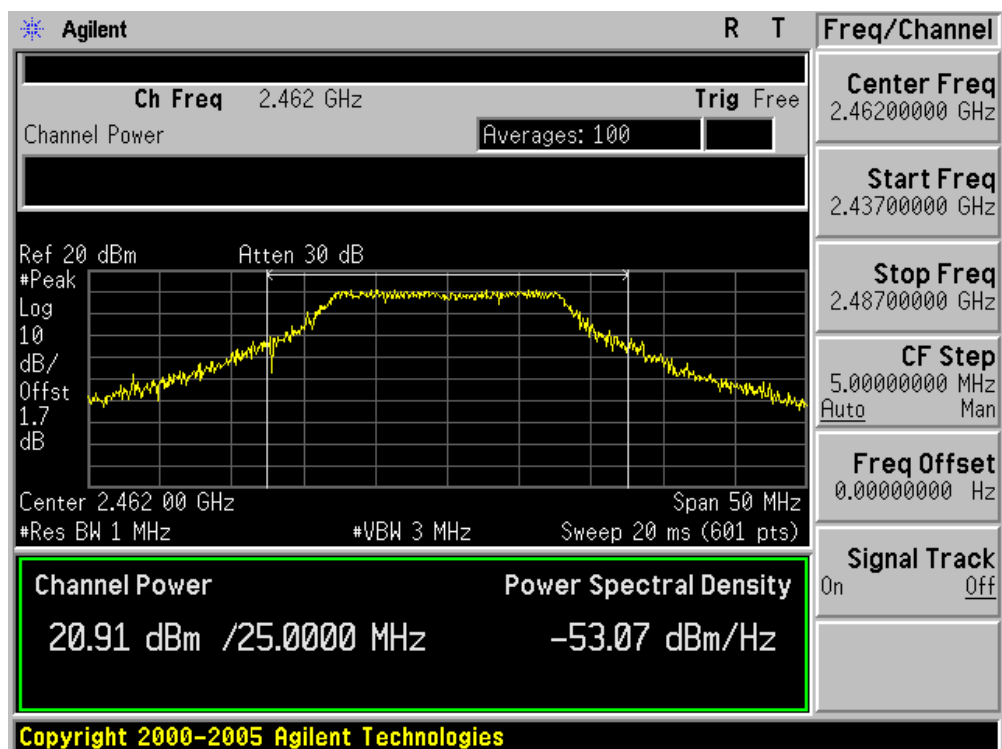 Agilent R T Freq/Channel
Ch Freq 2.462 GHz Trig Free
Channel Power Averages: 100
Center Freq
2.46200000 GHz
Start Freq
2.43700000 GHz
Stop Freq
2.48700000 GHz
CF Step
5.00000000 MHz
Auto Man
Freq Offset
0.00000000 Hz
Signal Track
On Off
Ref 20 dBm Atten 30 dB
#Peak
Log
10
dB/
Offst
1.7
dB
Center 2.462 00 GHz Span 50 MHz
#Res BW 1 MHz #VBW 3 MHz Sweep 20 ms (601 pts)
Channel Power Power Spectral Density
20.91 dBm /25.0000 MHz -53.07 dBm/Hz
Copyright 2000-2005 Agilent Technologies